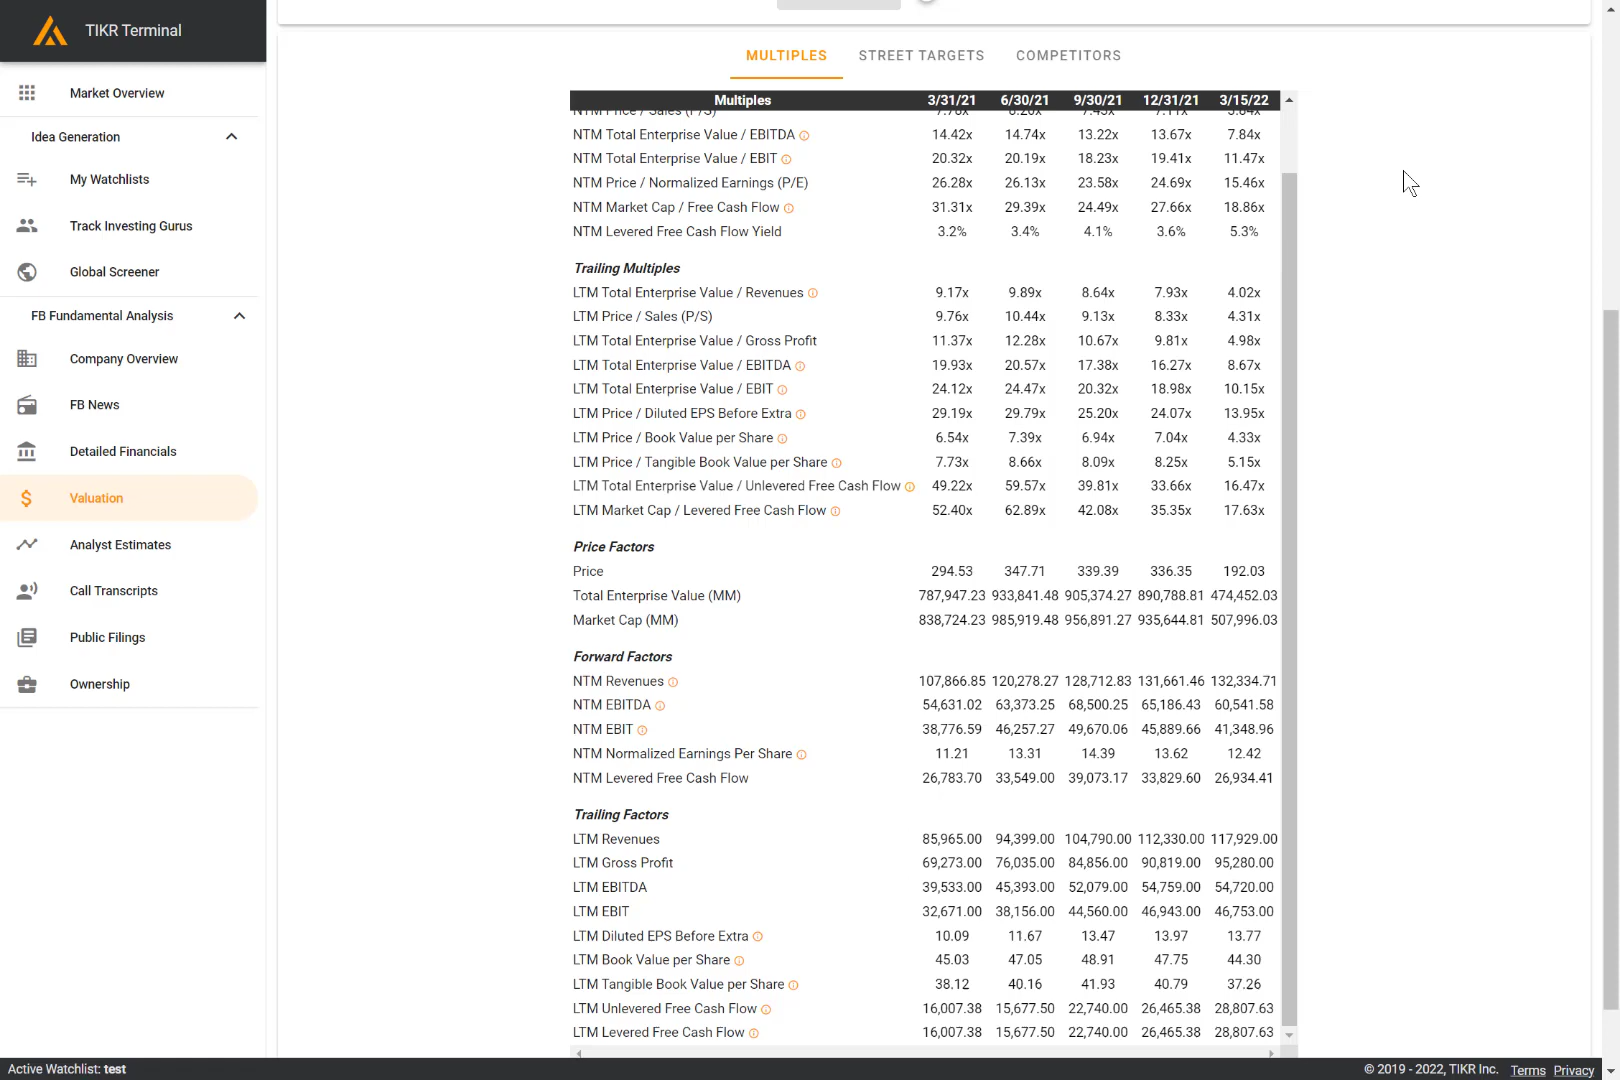 TIKR Terminal
Market Overview
Idea Generation
My Watchlists
Track Investing Gurus
Global Screener
FB Fundamental Analysis
Company Overview
FB News
Detailed Financials
Valuation
Analyst Estimates
Call Transcripts
Public Filings
Ownership
MULTIPLES STREET TARGETS COMPETITORS
Multiples 3/31/21 6/30/21 9/30/21 12/31/21 3/15/22
NTM Price / Sales (P/S)
NTM Total Enterprise Value / EBITDA 14.42x 14.74x 13.22x 13.67x 7.84x
NTM Total Enterprise Value / EBIT 20.32x 20.19x 18.23x 19.41x 11.47x
NTM Price / Normalized Earnings (P/E) 26.28x 26.13x 23.58x 24.69x 15.46x
NTM Market Cap / Free Cash Flow 31.31x 29.39x 24.49x 27.66x 18.86x
NTM Levered Free Cash Flow Yield 3.2% 3.4% 4.1% 3.6% 5.3%
Trailing Multiples
LTM Total Enterprise Value / Revenues 9.17x 9.89x 8.64x 7.93x 4.02x
LTM Price / Sales (P/S) 9.76x 10.44x 9.13x 8.33x 4.31x
LTM Total Enterprise Value / Gross Profit 11.37x 12.28x 10.67x 9.81x 4.98x
LTM Total Enterprise Value / EBITDA 19.93x 20.57x 17.38x 16.27x 8.67x
LTM Total Enterprise Value / EBIT 24.12x 24.47x 20.32x 18.98x 10.15x
LTM Price / Diluted EPS Before Extra 29.19x 29.79x 25.20x 24.07x 13.95x
LTM Price / Book Value per Share 6.54x 7.39x 6.94x 7.04x 4.33x
LTM Price / Tangible Book Value per Share 7.73x 8.66x 8.09x 8.25x 5.15x
LTM Total Enterprise Value / Unlevered Free Cash Flow 49.22x 59.57x 39.81x 33.66x 16.47x
LTM Market Cap / Levered Free Cash Flow 52.40x 62.89x 42.08x 35.35x 17.63x
Price Factors
Price 294.53 347.71 339.39 336.35 192.03
Total Enterprise Value (MM) 787,947.23 933,841.48 905,374.27 890,788.81 474,452.03
Market Cap (MM) 838,724.23 985,919.48 956,891.27 935,644.81 507,996.03
Forward Factors
NTM Revenues 107,866.85 120,278.27 128,712.83 131,661.46 132,334.71
NTM EBITDA 54,631.02 63,373.25 68,500.25 65,186.43 60,541.58
NTM EBIT 38,776.59 46,257.27 49,670.06 45,889.66 41,348.96
NTM Normalized Earnings Per Share 11.21 13.31 14.39 13.62 12.42
NTM Levered Free Cash Flow 26,783.70 33,549.00 39,073.17 33,829.60 26,934.41
Trailing Factors
LTM Revenues 85,965.00 94,399.00 104,790.00 112,330.00 117,929.00
LTM Gross Profit 69,273.00 76,035.00 84,856.00 90,819.00 95,280.00
LTM EBITDA 39,533.00 45,393.00 52,079.00 54,759.00 54,720.00
LTM EBIT 32,671.00 38,156.00 44,560.00 46,943.00 46,753.00
LTM Diluted EPS Before Extra 10.09 11.67 13.47 13.97 13.77
LTM Book Value per Share 45.03 47.05 48.91 47.75 44.30
LTM Tangible Book Value per Share 38.12 40.16 41.93 40.79 37.26
LTM Unlevered Free Cash Flow 16,007.38 15,677.50 22,740.00 26,465.38 28,807.63
LTM Levered Free Cash Flow 16,007.38 15,677.50 22,740.00 26,465.38 28,807.63
Active Watchlist: test © 2019 - 2022, TIKR Inc. Terms Privacy